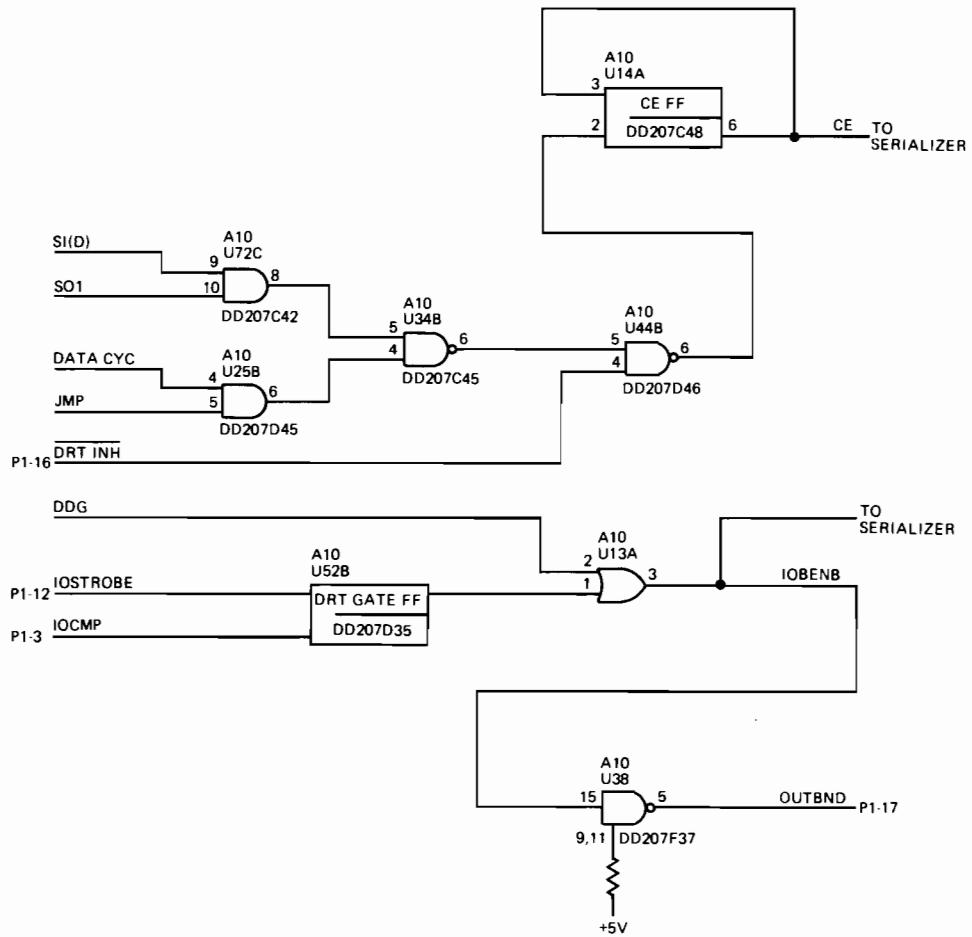 A10
U14A
3
CE FF
2
DD207C48
6
CE
TO
SERIALIZER
SI(D)
A10
U72C
9
8
SO1
10
DD207C42
A10
U34B
5
6
4
DD207C45
A10
U44B
5
6
4
DD207D46
DATA CYC
A10
U25B
4
6
JMP
5
DD207D45
P1-16
DRT INH
DDG
A10
U13A
2
3
1
TO
SERIALIZER
IOBENB
A10
U52B
P1-12
IOSTROBE
DRT GATE FF
P1-3
IOCMP
DD207D35
A10
U38
15
5
OUTBND
P1-17
9,11
DD207F37
+5V